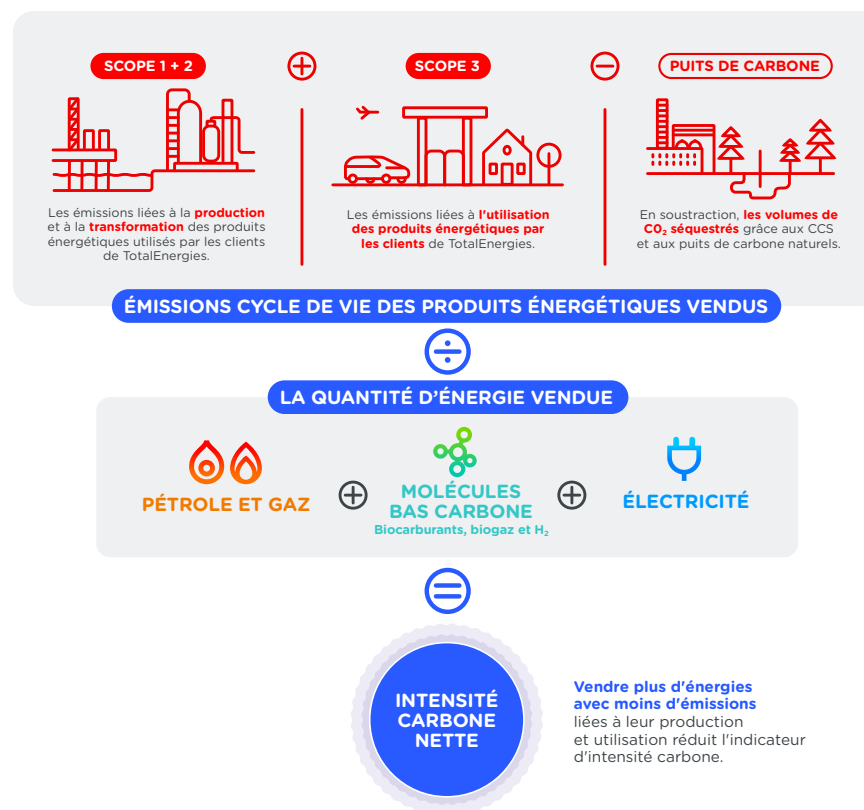 SCOPE 1 + 2
Les émissions liées à la production
et à la transformation des produits
énergétiques utilisés par les clients
de TotalEnergies.
SCOPE 3
Les émissions liées à l'utilisation
des produits énergétiques par
les clients de TotalEnergies.
PUITS DE CARBONE
En soustraction, les volumes de
CO₂ séquestrés grâce aux CCS
et aux puits de carbone naturels.
ÉMISSIONS CYCLE DE VIE DES PRODUITS ÉNERGÉTIQUES VENDUS
LA QUANTITÉ D’ÉNERGIE VENDUE
PÉTROLE ET GAZ
MOLÉCULES
BAS CARBONE
Biocarburants, biogaz et H₂
ÉLECTRICITÉ
INTENSITÉ
CARBONE
NETTE
Vendre plus d'énergies
avec moins d'émissions
liées à leur production
et utilisation réduit l'indicateur
d'intensité carbone.